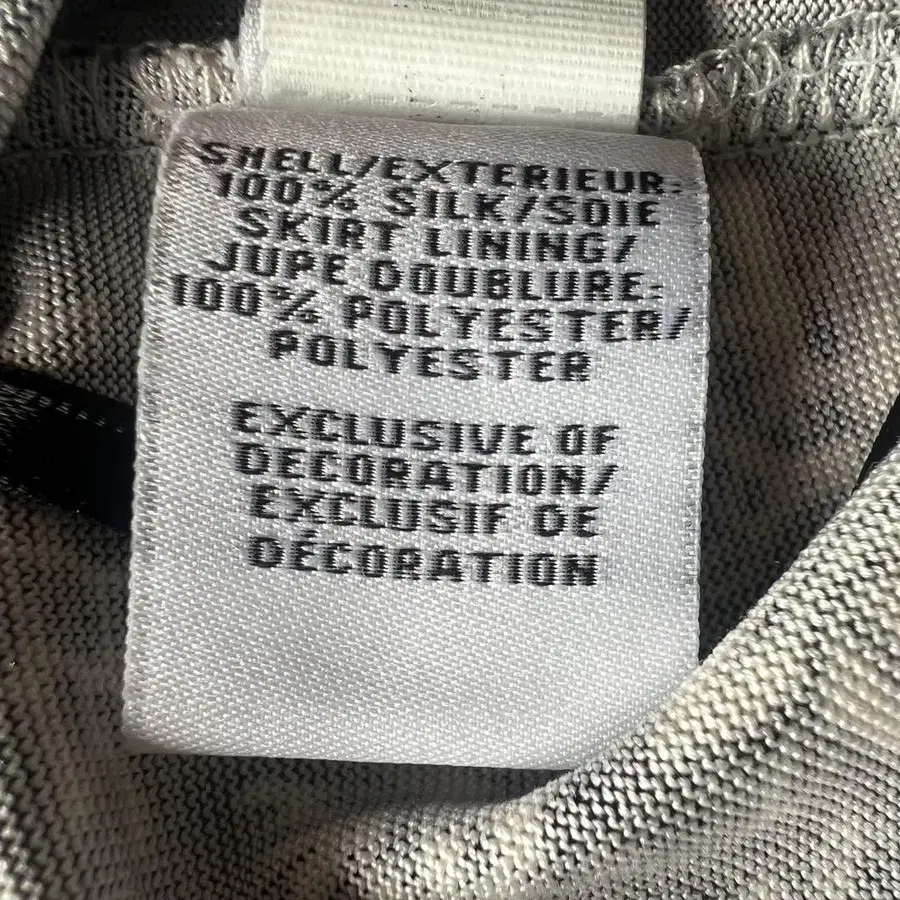 SHELL/EXTERIEUR:
100% SILK/SOIE
SKIRT LINING/
JUPE DOUBLURE:
100% POLYESTER/
POLYESTER
EXCLUSIVE OF
DECORATION/
EXCLUSIF DE
DÉCORATION